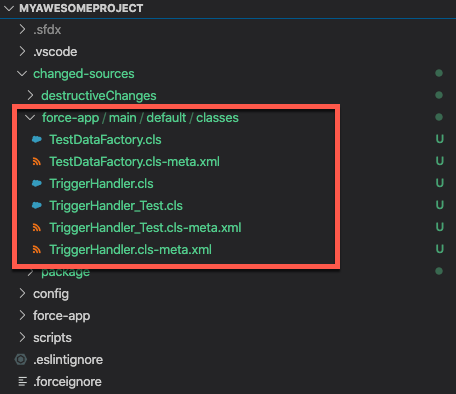 MYAWESOMEPROJECT
.sfdx
.vscode
changed-sources
destructiveChanges
force-app / main / default / classes
TestDataFactory.cls U
TestDataFactory.cls-meta.xml U
TriggerHandler.cls U
TriggerHandler_Test.cls U
TriggerHandler_Test.cls-meta.xml U
TriggerHandler.cls-meta.xml U
package
config
force-app
scripts
.eslintignore
.forceignore